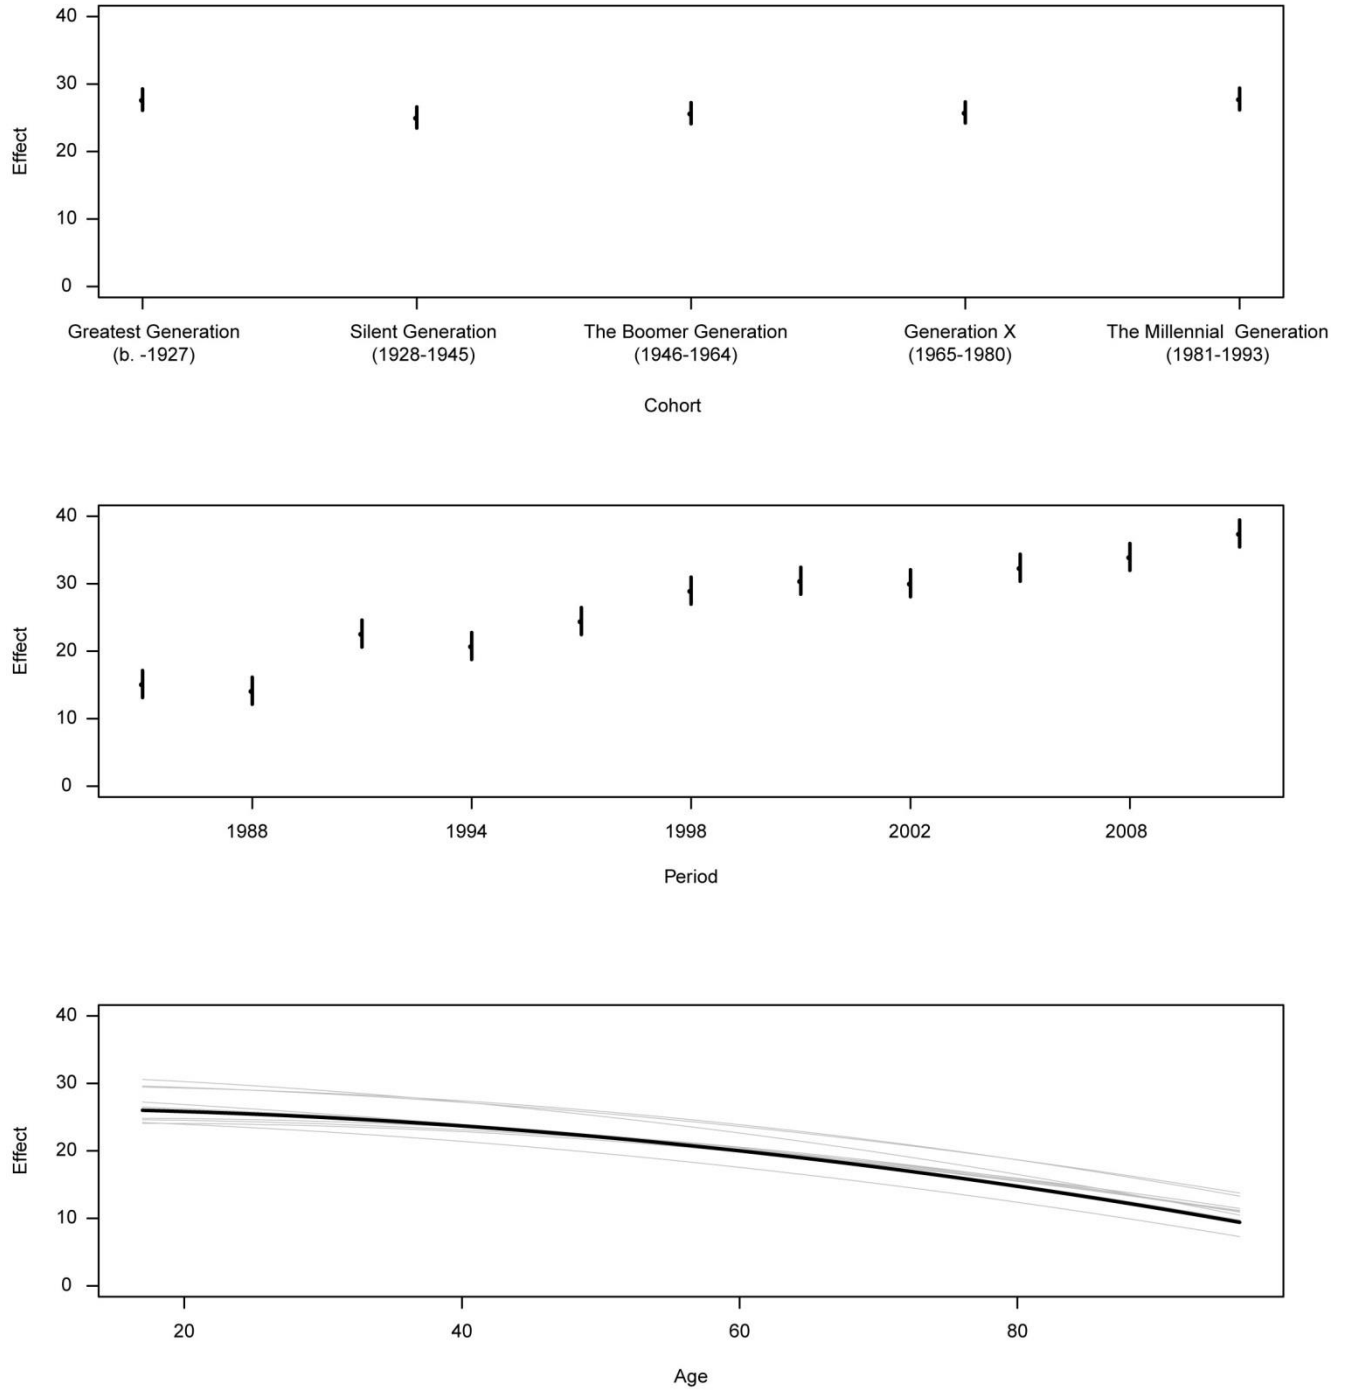 40
30
20
10
0
Effect
Greatest Generation
(b. -1927)
Silent Generation
(1928-1945)
The Boomer Generation
(1946-1964)
Generation X
(1965-1980)
The Millennial  Generation
(1981-1993)
Cohort
40
30
20
10
0
Effect
1988
1994
1998
2002
2008
Period
40
30
20
10
0
Effect
20
40
60
80
Age